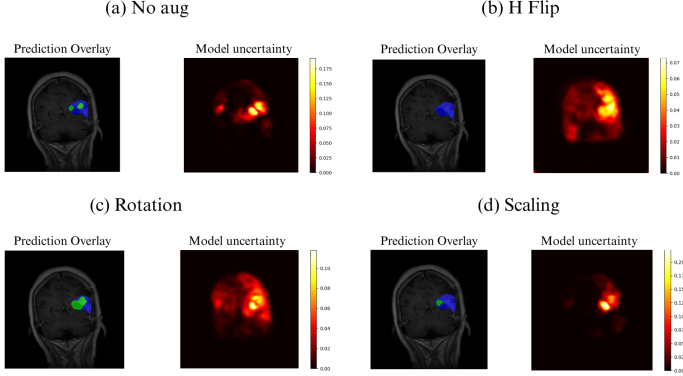 (a) No aug
(b) H Flip
Prediction Overlay
Model uncertainty
Prediction Overlay
Model uncertainty
0.175
0.150
0.125
0.100
0.075
0.050
0.025
0.000
0.07
0.06
0.05
0.04
0.03
0.02
0.01
0.00
(c) Rotation
(d) Scaling
Prediction Overlay
Model uncertainty
Prediction Overlay
Model uncertainty
0.10
0.08
0.06
0.04
0.02
0.00